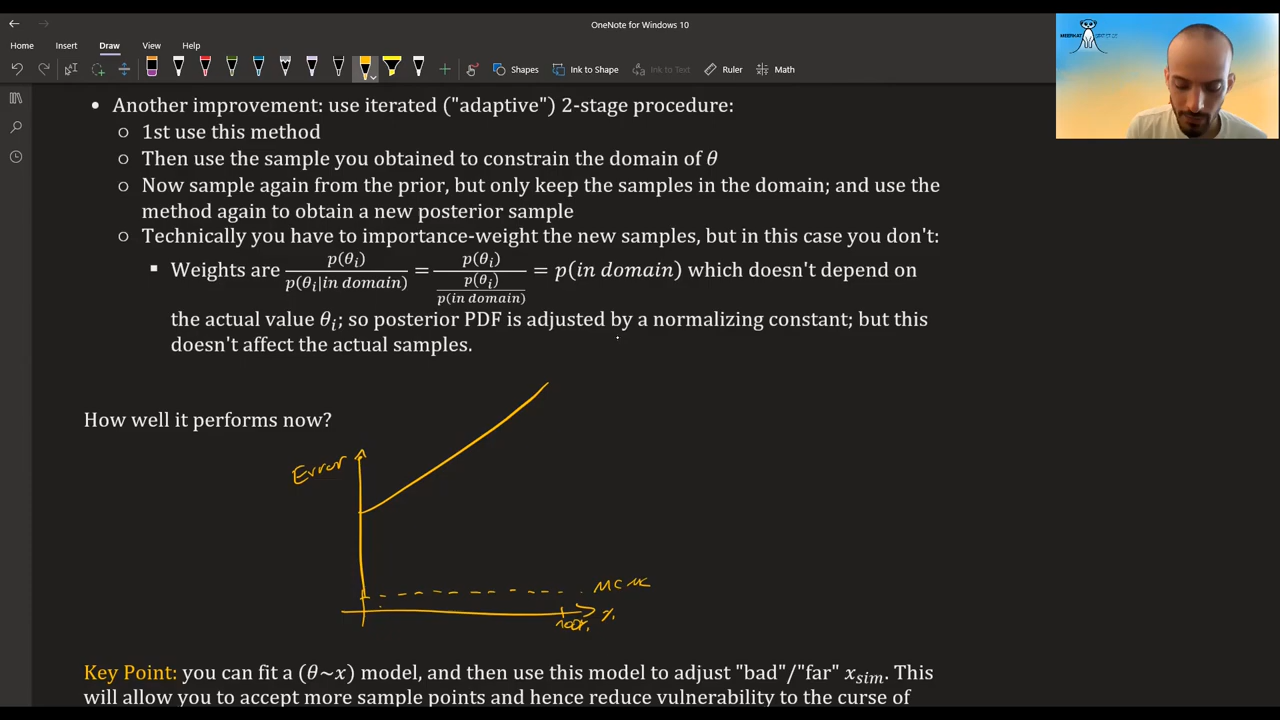 OneNote for Windows 10
Home Insert Draw View Help
Shapes Ink to Shape Ink to Text Ruler Math
• Another improvement: use iterated ("adaptive") 2-stage procedure:
○ 1st use this method
○ Then use the sample you obtained to constrain the domain of θ
○ Now sample again from the prior, but only keep the samples in the domain; and use the
method again to obtain a new posterior sample
○ Technically you have to importance-weight the new samples, but in this case you don't:
▪ Weights are p(θᵢ)/p(θᵢ|in domain) = p(θᵢ)/(p(θᵢ)/p(in domain)) = p(in domain) which doesn't depend on
the actual value θᵢ; so posterior PDF is adjusted by a normalizing constant; but this
doesn't affect the actual samples.
How well it performs now?
Error
MCMC
100%
Key Point: you can fit a (θ~x) model, and then use this model to adjust "bad"/"far" x_sim. This
will allow you to accept more sample points and hence reduce vulnerability to the curse of